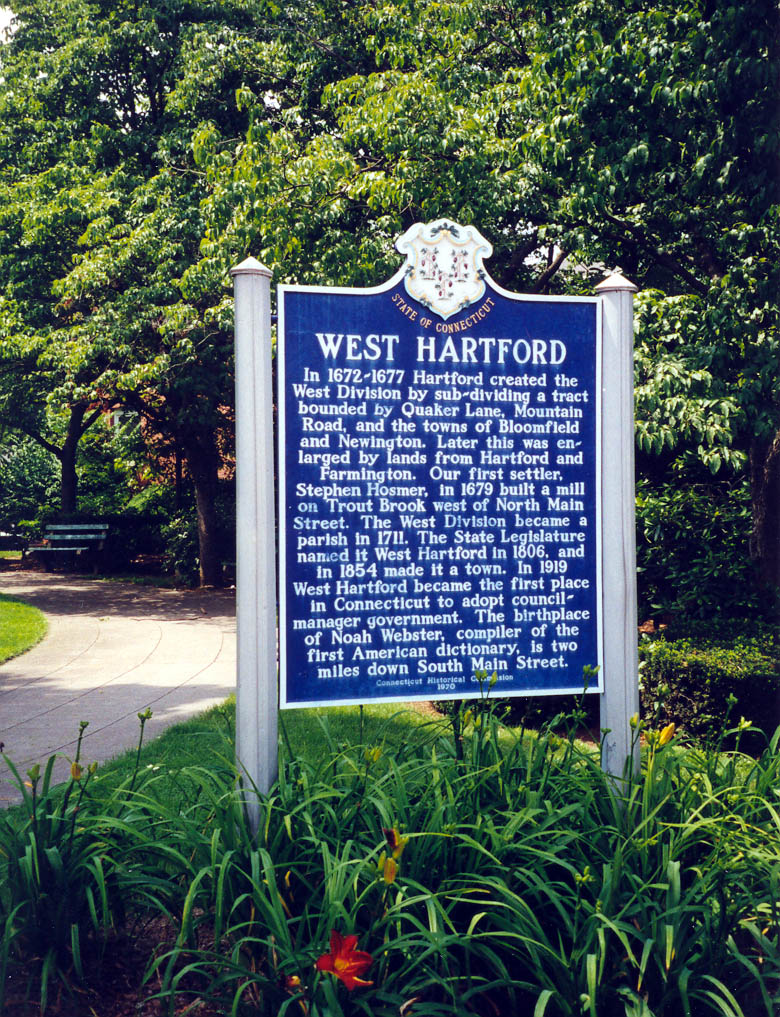 STATE OF CONNECTICUT
WEST HARTFORD
In 1672-1677 Hartford created the
West Division by sub-dividing a tract
bounded by Quaker Lane, Mountain
Road, and the towns of Bloomfield
and Newington. Later this was en-
larged by lands from Hartford and
Farmington. Our first settler,
Stephen Hosmer, in 1679 built a mill
on Trout Brook west of North Main
Street. The West Division became a
parish in 1711. The State Legislature
named it West Hartford in 1806, and
in 1854 made it a town. In 1919
West Hartford became the first place
in Connecticut to adopt council-
manager government. The birthplace
of Noah Webster, compiler of the
first American dictionary, is two
miles down South Main Street.
Connecticut Historical Commission
1970